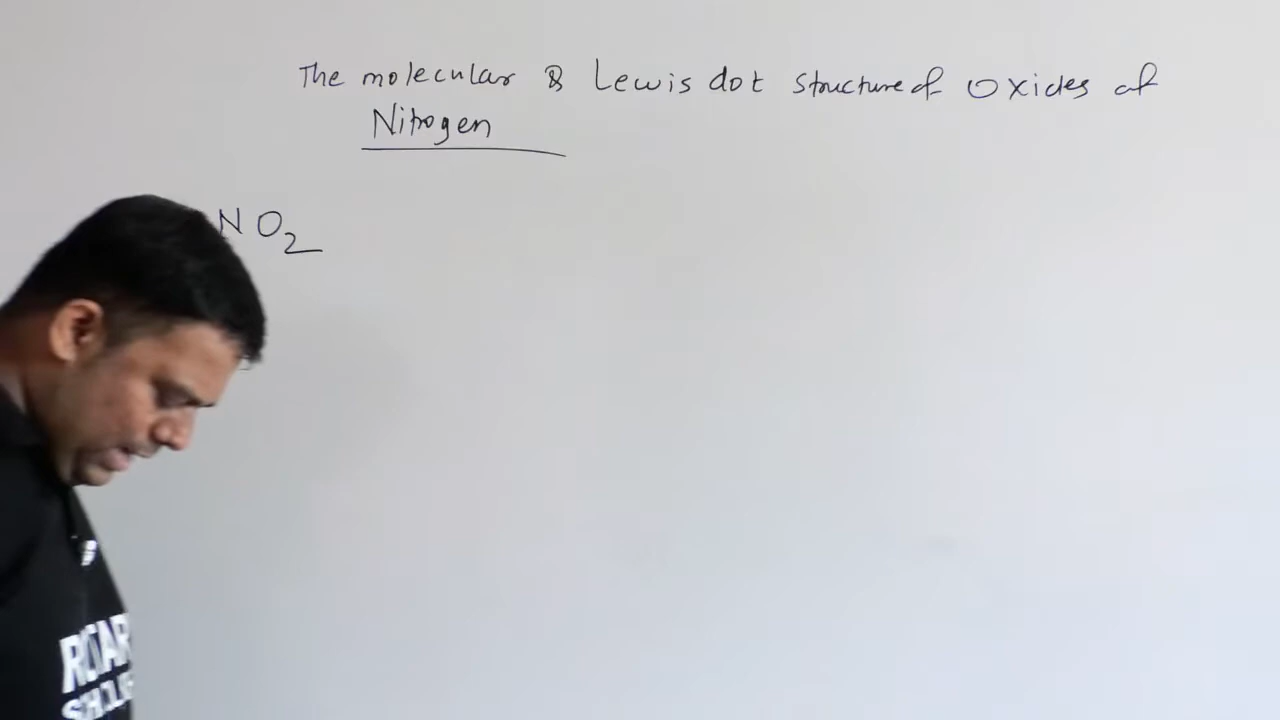 The molecular & Lewis dot structure of Oxides of
Nitrogen
NO2